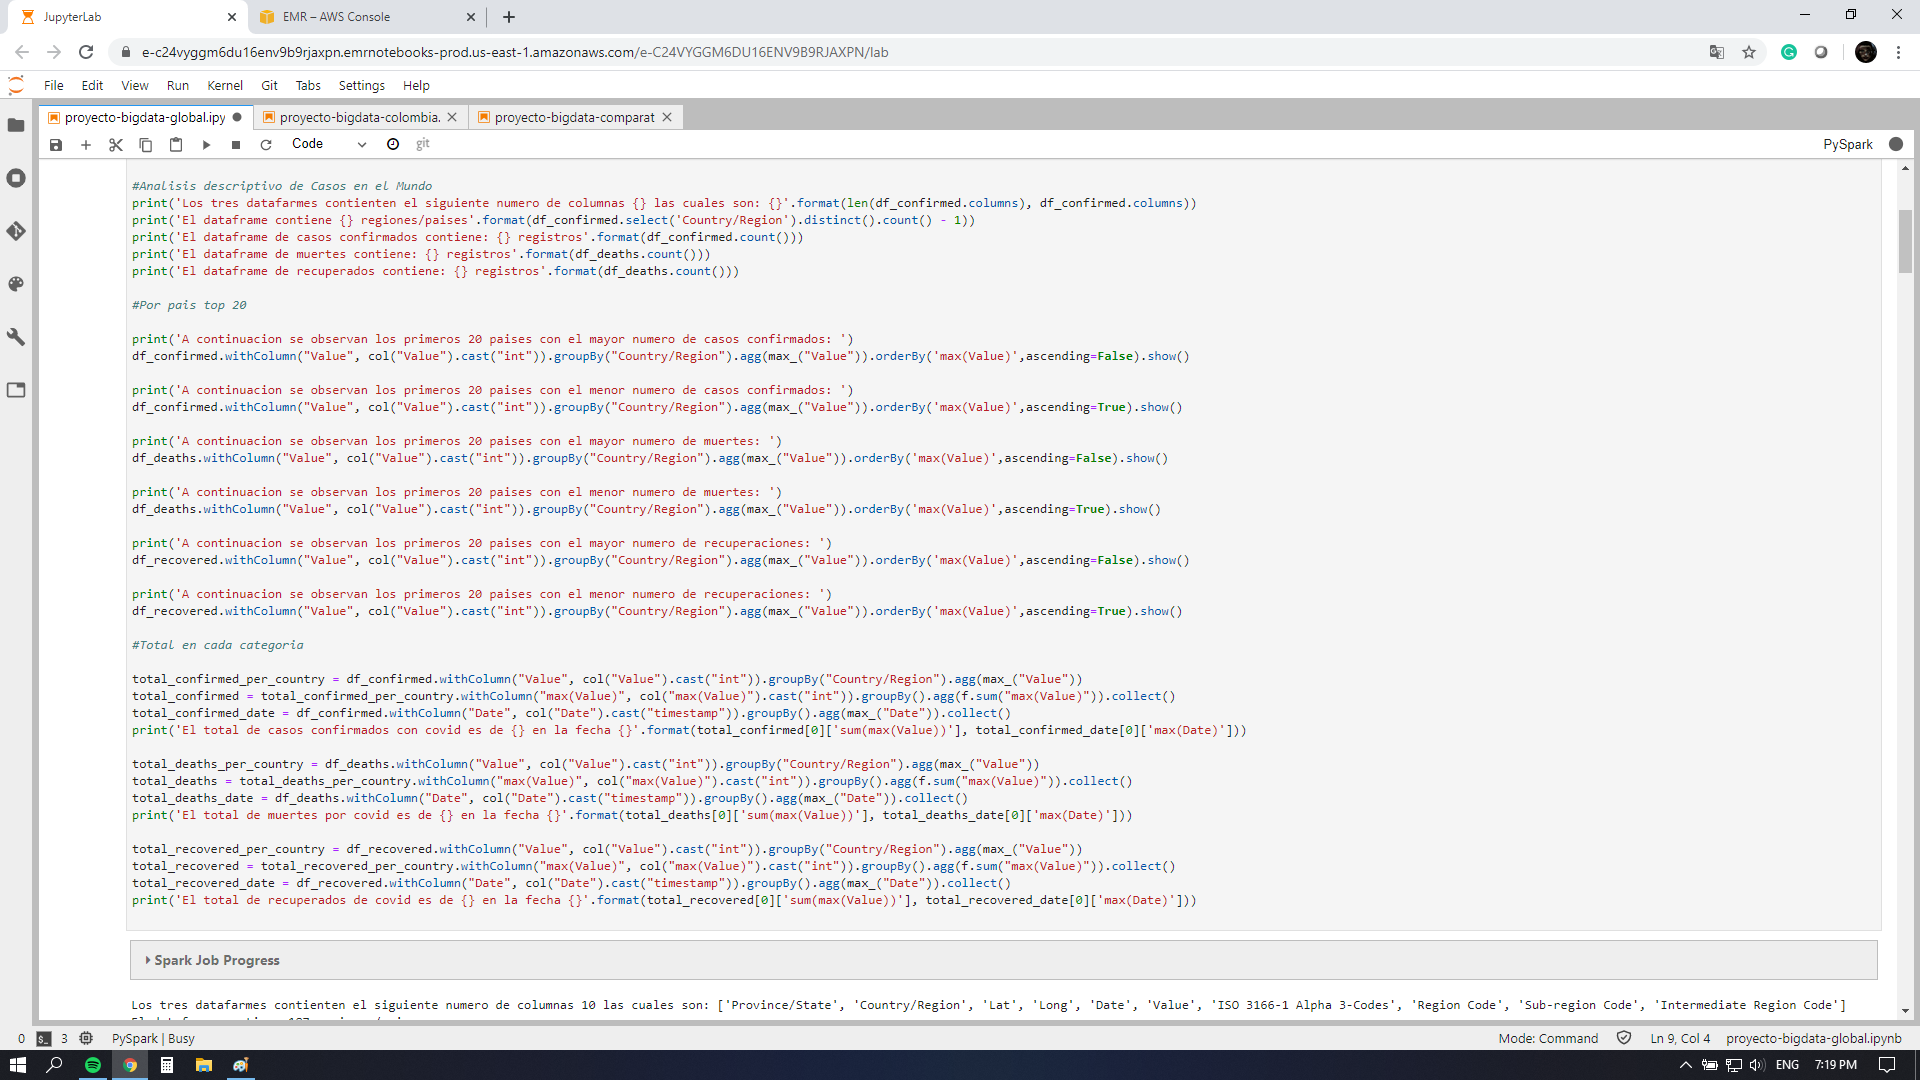 JupyterLab
EMR – AWS Console
e-c24vyggm6du16env9b9rjaxpn.emrnotebooks-prod.us-east-1.amazonaws.com/e-C24VYGGM6DU16ENV9B9RJAXPN/lab
File Edit View Run Kernel Git Tabs Settings Help
proyecto-bigdata-global.ipy
proyecto-bigdata-colombia.
proyecto-bigdata-comparat
Code
git
PySpark
#Analisis descriptivo de Casos en el Mundo
print('Los tres datafarmes contienten el siguiente numero de columnas {} las cuales son: {}'.format(len(df_confirmed.columns), df_confirmed.columns))
print('El dataframe contiene {} regiones/paises'.format(df_confirmed.select('Country/Region').distinct().count() - 1))
print('El dataframe de casos confirmados contiene: {} registros'.format(df_confirmed.count()))
print('El dataframe de muertes contiene: {} registros'.format(df_deaths.count()))
print('El dataframe de recuperados contiene: {} registros'.format(df_deaths.count()))
#Por pais top 20
print('A continuacion se observan los primeros 20 paises con el mayor numero de casos confirmados: ')
df_confirmed.withColumn("Value", col("Value").cast("int")).groupBy("Country/Region").agg(max_("Value")).orderBy('max(Value)',ascending=False).show()
print('A continuacion se observan los primeros 20 paises con el menor numero de casos confirmados: ')
df_confirmed.withColumn("Value", col("Value").cast("int")).groupBy("Country/Region").agg(max_("Value")).orderBy('max(Value)',ascending=True).show()
print('A continuacion se observan los primeros 20 paises con el mayor numero de muertes: ')
df_deaths.withColumn("Value", col("Value").cast("int")).groupBy("Country/Region").agg(max_("Value")).orderBy('max(Value)',ascending=False).show()
print('A continuacion se observan los primeros 20 paises con el menor numero de muertes: ')
df_deaths.withColumn("Value", col("Value").cast("int")).groupBy("Country/Region").agg(max_("Value")).orderBy('max(Value)',ascending=True).show()
print('A continuacion se observan los primeros 20 paises con el mayor numero de recuperaciones: ')
df_recovered.withColumn("Value", col("Value").cast("int")).groupBy("Country/Region").agg(max_("Value")).orderBy('max(Value)',ascending=False).show()
print('A continuacion se observan los primeros 20 paises con el menor numero de recuperaciones: ')
df_recovered.withColumn("Value", col("Value").cast("int")).groupBy("Country/Region").agg(max_("Value")).orderBy('max(Value)',ascending=True).show()
#Total en cada categoria
total_confirmed_per_country = df_confirmed.withColumn("Value", col("Value").cast("int")).groupBy("Country/Region").agg(max_("Value"))
total_confirmed = total_confirmed_per_country.withColumn("max(Value)", col("max(Value)").cast("int")).groupBy().agg(f.sum("max(Value)")).collect()
total_confirmed_date = df_confirmed.withColumn("Date", col("Date").cast("timestamp")).groupBy().agg(max_("Date")).collect()
print('El total de casos confirmados con covid es de {} en la fecha {}'.format(total_confirmed[0]['sum(max(Value))'], total_confirmed_date[0]['max(Date)']))
total_deaths_per_country = df_deaths.withColumn("Value", col("Value").cast("int")).groupBy("Country/Region").agg(max_("Value"))
total_deaths = total_deaths_per_country.withColumn("max(Value)", col("max(Value)").cast("int")).groupBy().agg(f.sum("max(Value)")).collect()
total_deaths_date = df_deaths.withColumn("Date", col("Date").cast("timestamp")).groupBy().agg(max_("Date")).collect()
print('El total de muertes por covid es de {} en la fecha {}'.format(total_deaths[0]['sum(max(Value))'], total_deaths_date[0]['max(Date)']))
total_recovered_per_country = df_recovered.withColumn("Value", col("Value").cast("int")).groupBy("Country/Region").agg(max_("Value"))
total_recovered = total_recovered_per_country.withColumn("max(Value)", col("max(Value)").cast("int")).groupBy().agg(f.sum("max(Value)")).collect()
total_recovered_date = df_recovered.withColumn("Date", col("Date").cast("timestamp")).groupBy().agg(max_("Date")).collect()
print('El total de recuperados de covid es de {} en la fecha {}'.format(total_recovered[0]['sum(max(Value))'], total_recovered_date[0]['max(Date)']))
Spark Job Progress
Los tres datafarmes contienten el siguiente numero de columnas 10 las cuales son: ['Province/State', 'Country/Region', 'Lat', 'Long', 'Date', 'Value', 'ISO 3166-1 Alpha 3-Codes', 'Region Code', 'Sub-region Code', 'Intermediate Region Code']
0 3 PySpark | Busy
Mode: Command Ln 9, Col 4 proyecto-bigdata-global.ipynb
ENG 7:19 PM